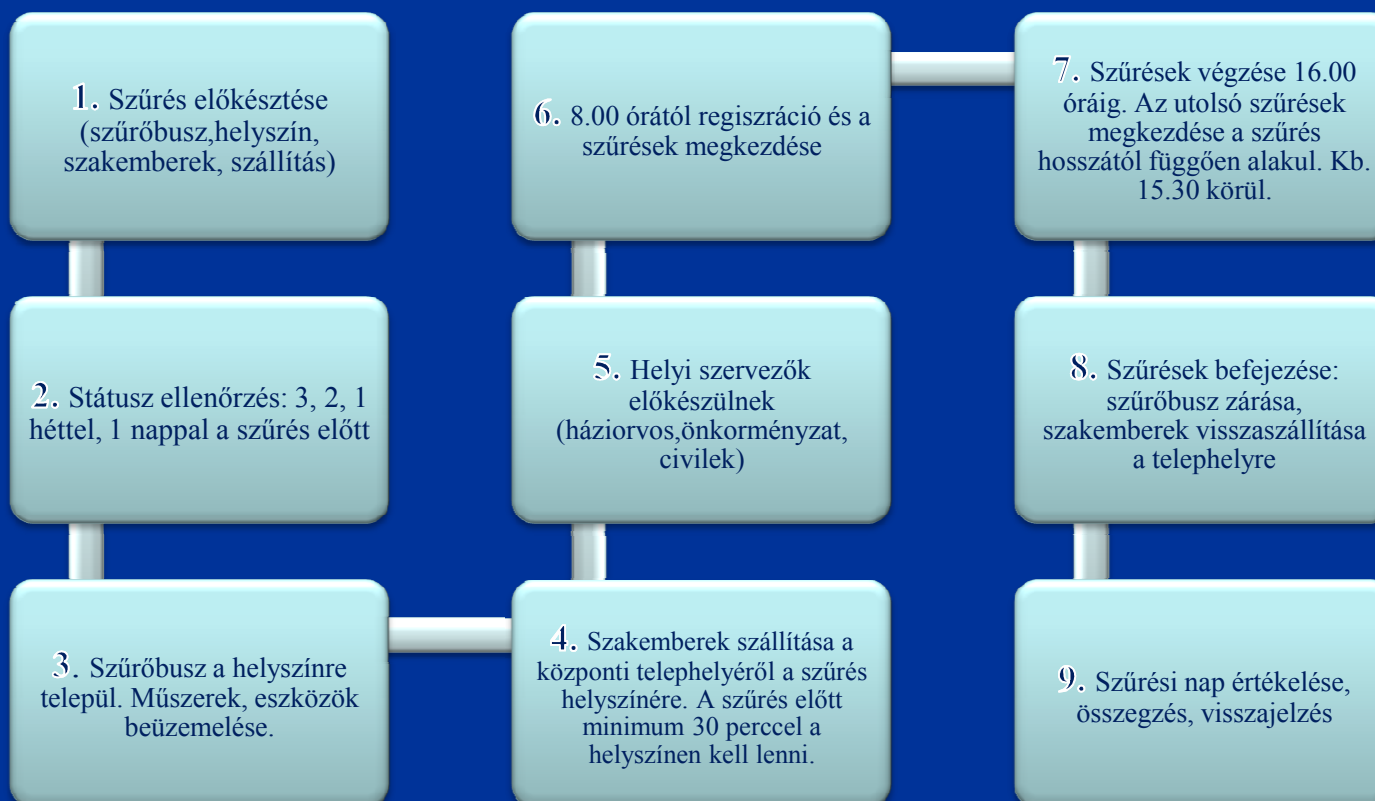 1. Szűrés előkésztése
(szűrőbusz,helyszín,
szakemberek, szállítás)
2. Státusz ellenőrzés: 3, 2, 1
héttel, 1 nappal a szűrés előtt
3. Szűrőbusz a helyszínre
települ. Műszerek, eszközök
beüzemelése.
4. Szakemberek szállítása a
központi telephelyéről a szűrés
helyszínére. A szűrés előtt
minimum 30 perccel a
helyszínen kell lenni.
5. Helyi szervezők
előkészülnek
(háziorvos,önkorményzat,
civilek)
6. 8.00 órától regiszráció és a
szűrések megkezdése
7. Szűrések végzése 16.00
óráig. Az utolsó szűrések
megkezdése a szűrés
hosszától függően alakul. Kb.
15.30 körül.
8. Szűrések befejezése:
szűrőbusz zárása,
szakemberek visszaszállítása
a telephelyre
9. Szűrési nap értékelése,
összegzés, visszajelzés